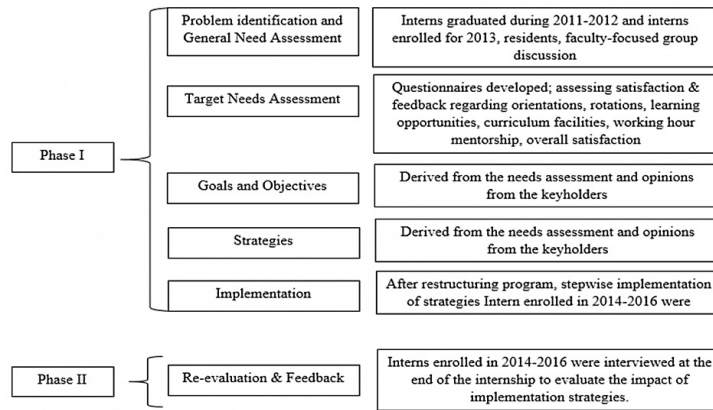 Problem identification and
General Need Assessment
Interns graduated during 2011-2012 and interns
enrolled for 2013, residents, faculty-focused group
discussion
Target Needs Assessment
Questionnaires developed; assessing satisfaction &
feedback regarding orientations, rotations, learning
opportunities, curriculum facilities, working hour
mentorship, overall satisfaction
Phase I
Goals and Objectives
Derived from the needs assessment and opinions
from the keyholders
Strategies
Derived from the needs assessment and opinions
from the keyholders
Implementation
After restructuring program, stepwise implementation
of strategies Intern enrolled in 2014-2016 were
Phase II
Re-evaluation & Feedback
Interns enrolled in 2014-2016 were interviewed at the
end of the internship to evaluate the impact of
implementation strategies.